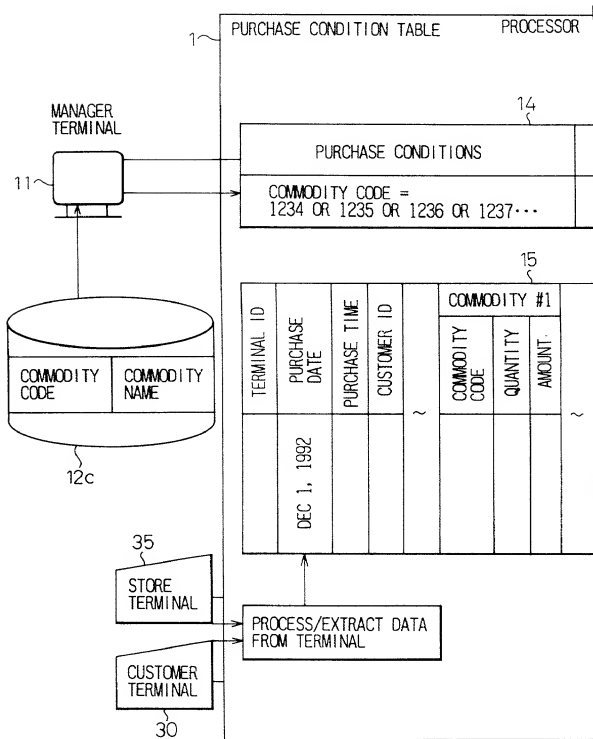 1
PURCHASE CONDITION TABLE
PROCESSOR
MANAGER
TERMINAL
11
14
PURCHASE CONDITIONS
COMMODITY CODE =
1234 OR 1235 OR 1236 OR 1237···
15
TERMINAL ID
PURCHASE
DATE
PURCHASE TIME
CUSTOMER ID
~
COMMODITY #1
COMMODITY
CODE
QUANTITY
AMOUNT.
~
DEC 1, 1992
COMMODITY
CODE
COMMODITY
NAME
12c
35
STORE
TERMINAL
PROCESS/EXTRACT DATA
FROM TERMINAL
CUSTOMER
TERMINAL
30